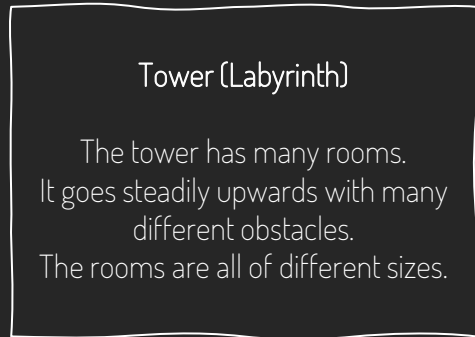 Tower (Labyrinth)
The tower has many rooms.
It goes steadily upwards with many
different obstacles.
The rooms are all of different sizes.